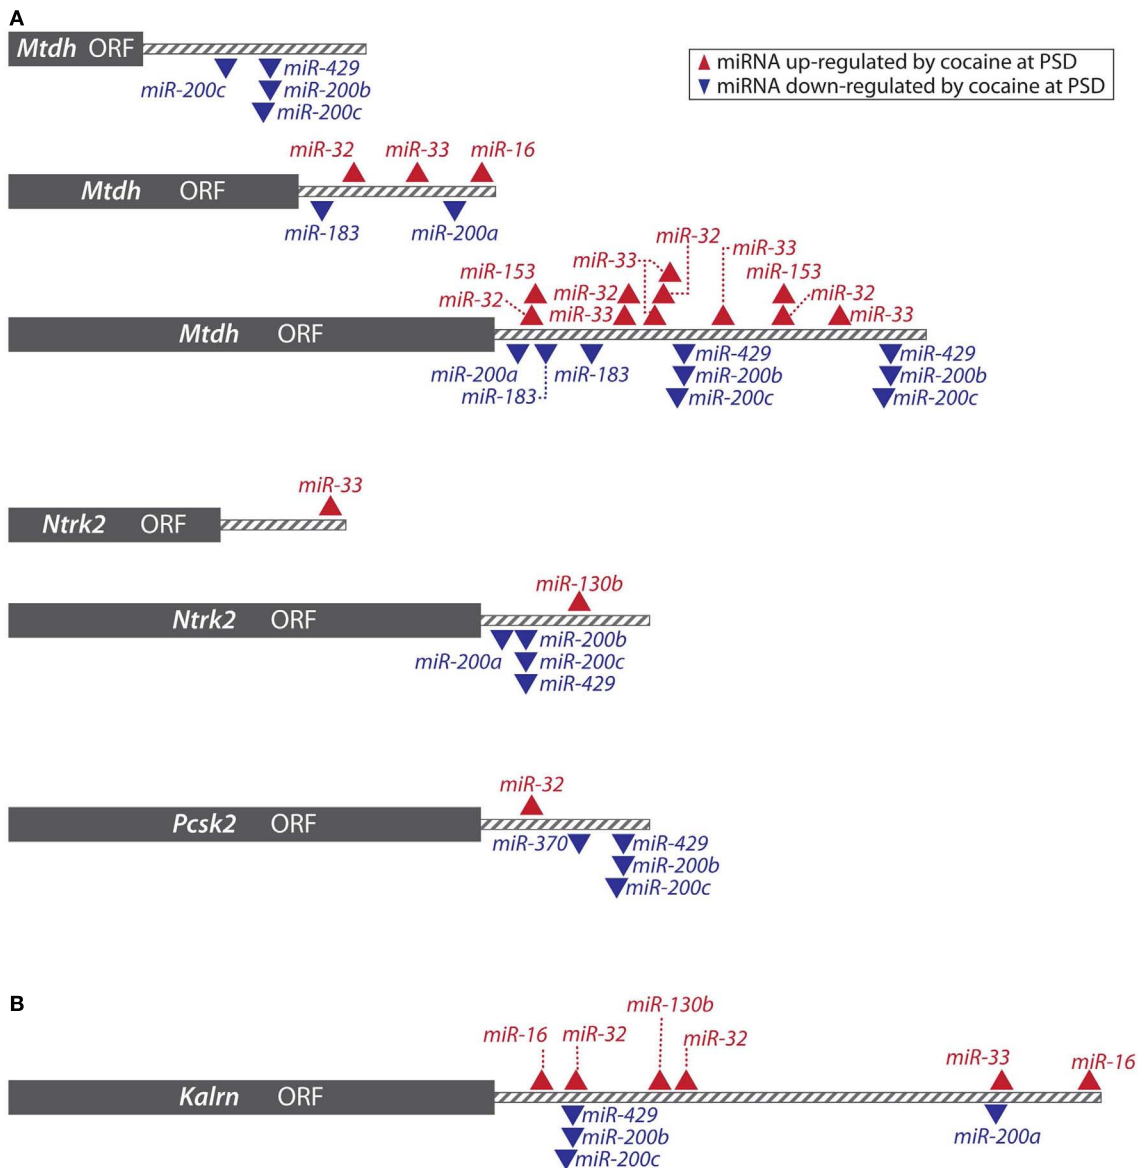 A
Mtdh ORF
miR-429
miR-200c
miR-200b
miR-200c
miRNA up-regulated by cocaine at PSD
miRNA down-regulated by cocaine at PSD
miR-32 miR-33 miR-16
Mtdh ORF
miR-183 miR-200a
miR-32
miR-33
miR-33
miR-153 miR-153
miR-32 miR-32 miR-32
miR-33 miR-33
Mtdh ORF
miR-429 miR-429
miR-200a miR-183 miR-200b miR-200b
miR-183 miR-200c miR-200c
miR-33
Ntrk2 ORF
miR-130b
Ntrk2 ORF
miR-200b
miR-200a miR-200c
miR-429
miR-32
Pcsk2 ORF
miR-370 miR-429
miR-200b
miR-200c
B
miR-130b
miR-16 miR-32 miR-32
miR-33 miR-16
Kalrn ORF
miR-429
miR-200b miR-200a
miR-200c